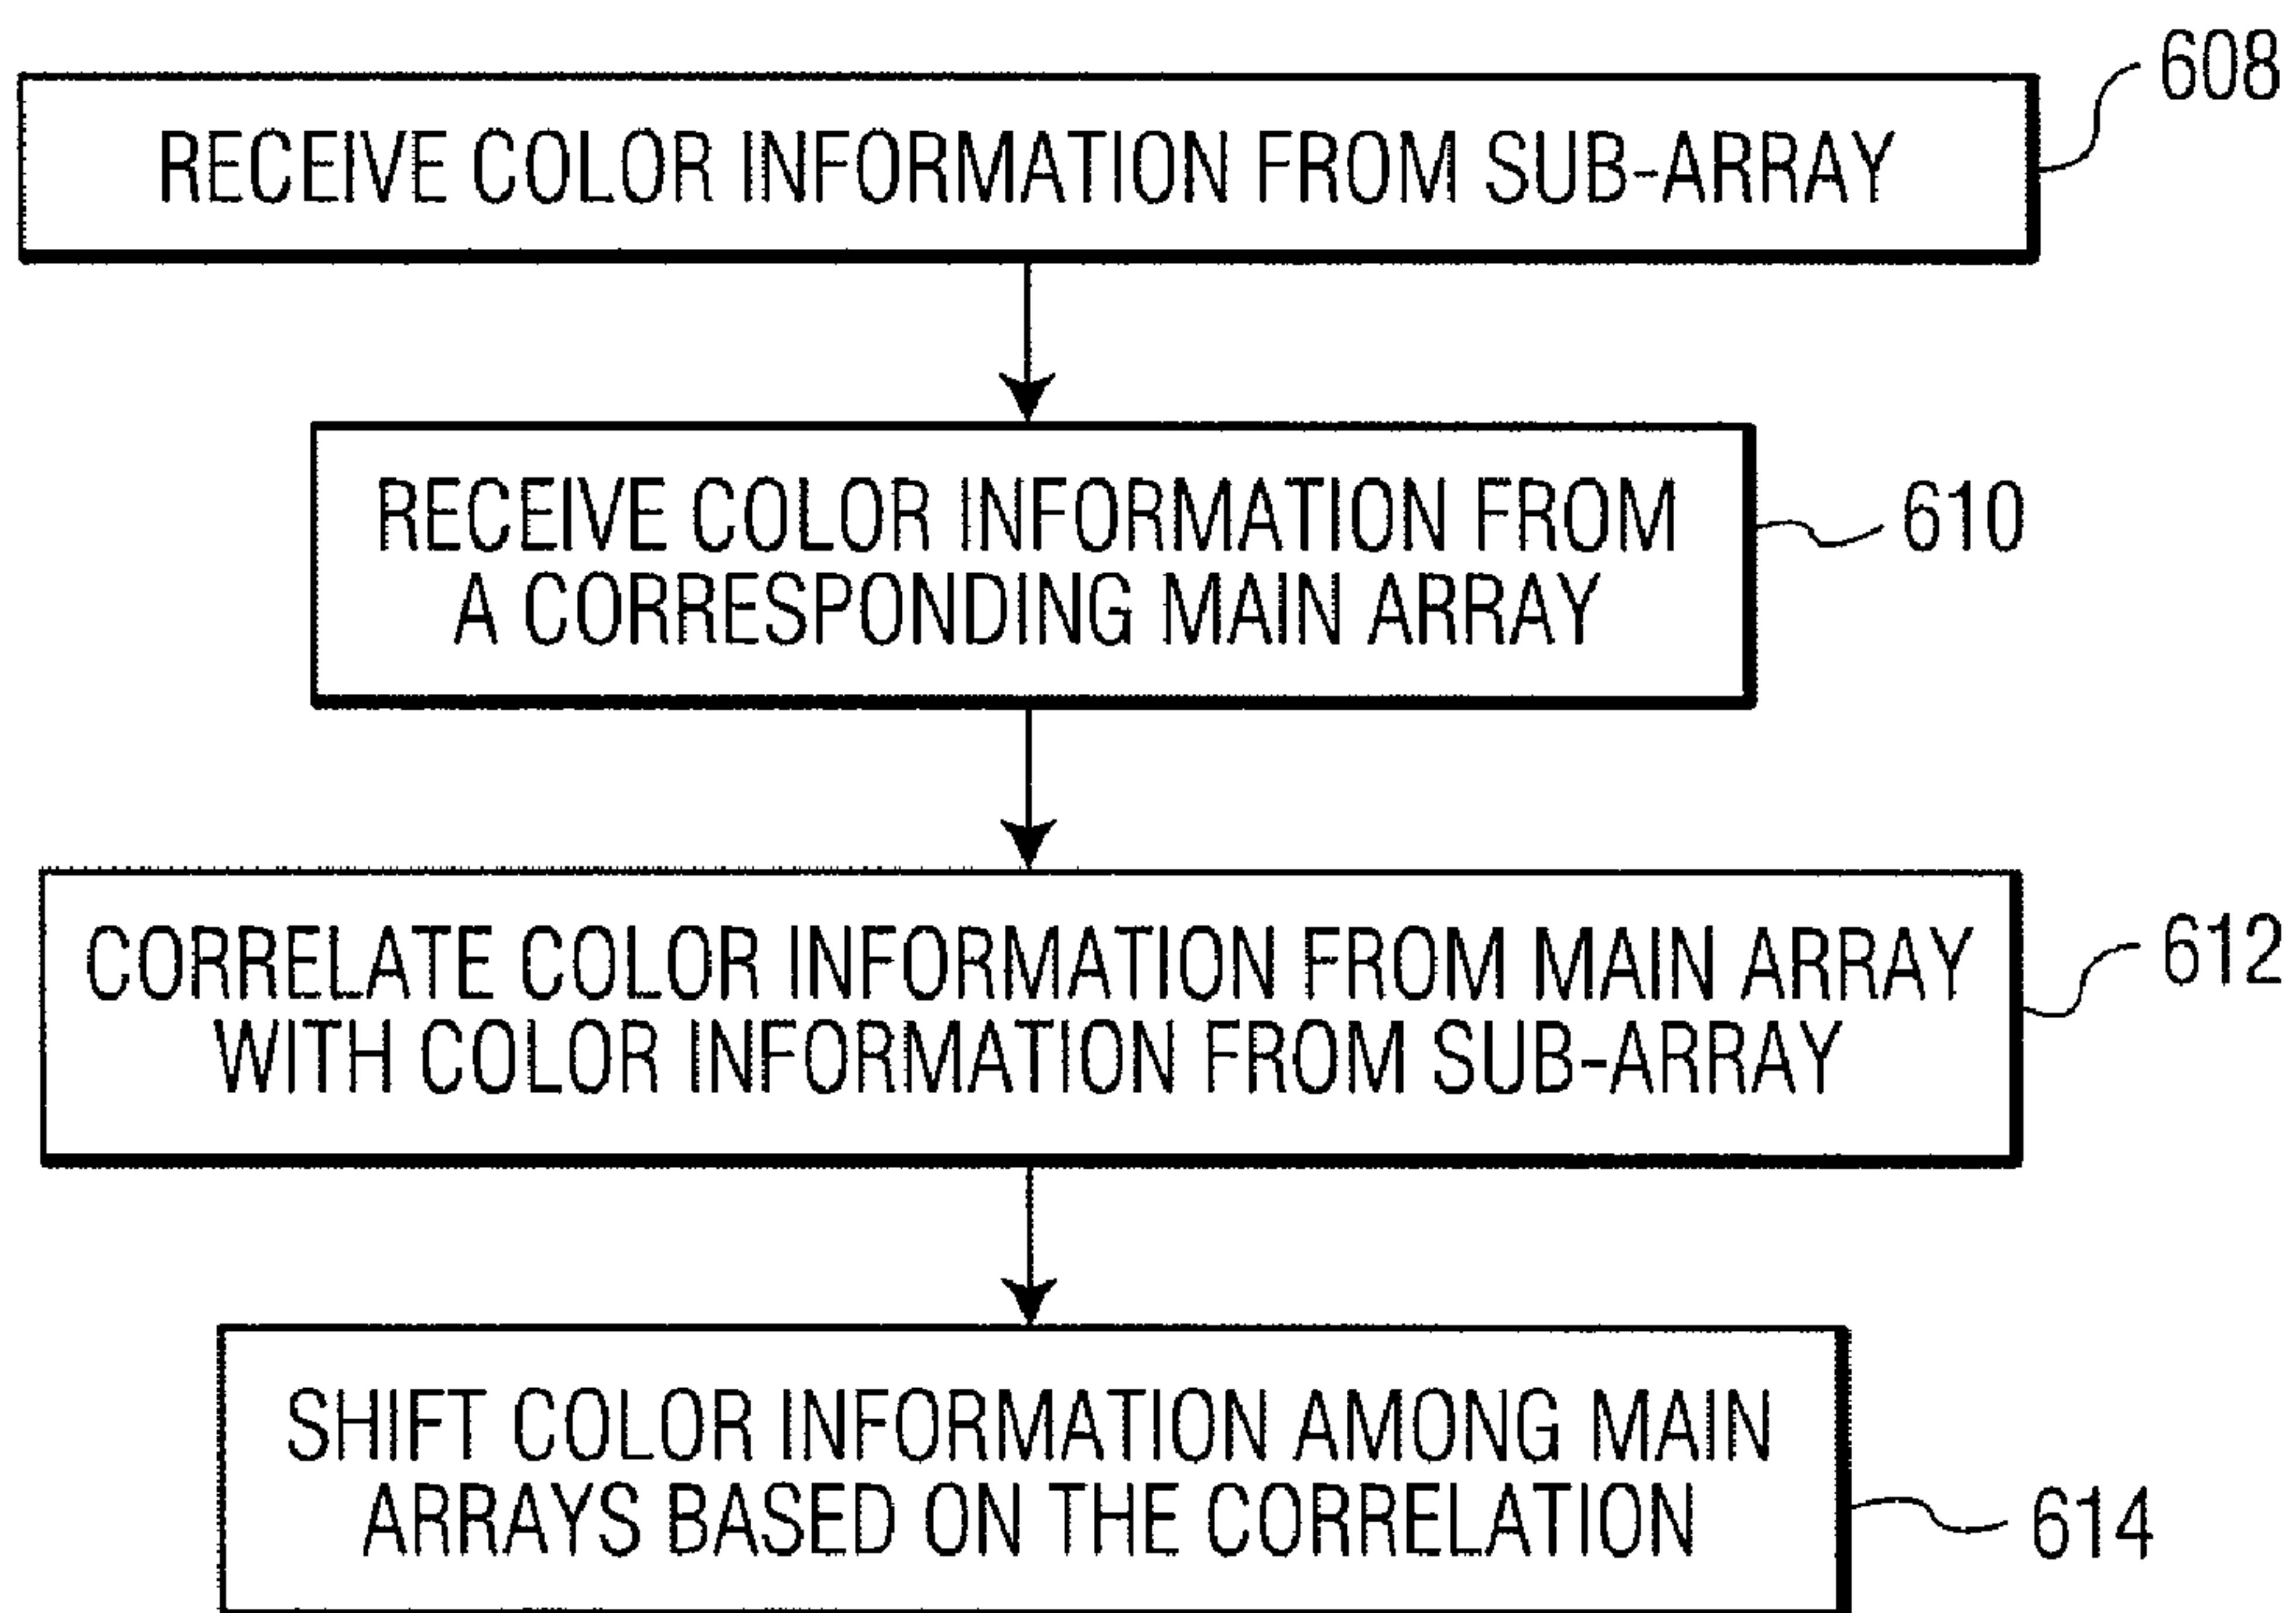 608
RECEIVE COLOR INFORMATION FROM SUB-ARRAY
RECEIVE COLOR INFORMATION FROM
A CORRESPONDING MAIN ARRAY
610
CORRELATE COLOR INFORMATION FROM MAIN ARRAY
WITH COLOR INFORMATION FROM SUB-ARRAY
612
SHIFT COLOR INFORMATION AMONG MAIN
ARRAYS BASED ON THE CORRELATION
614